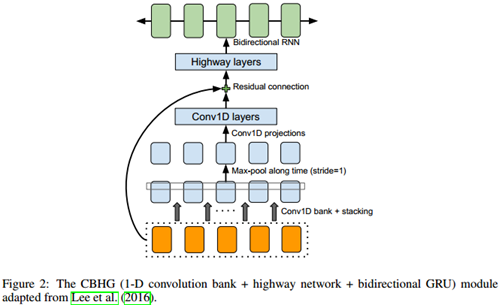 Bidirectional RNN
Highway layers
Residual connection
Conv1D layers
Conv1D projections
Max-pool along time (stride=1)
Conv1D bank + stacking
Figure 2: The CBHG (1-D convolution bank + highway network + bidirectional GRU) module
adapted from Lee et al. (2016).